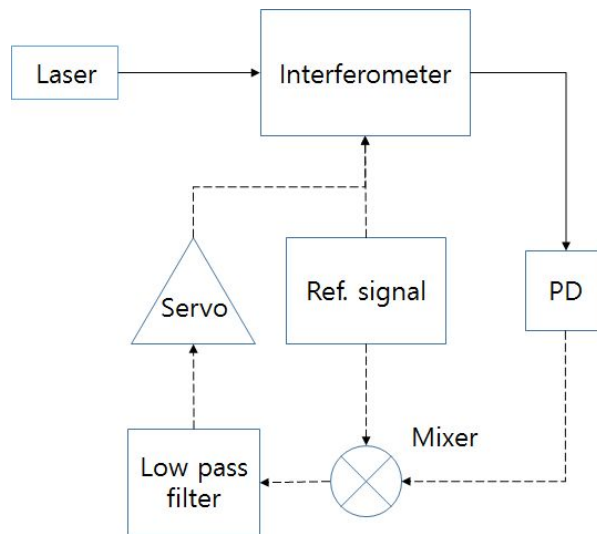 Laser
Interferometer
Servo
Ref. signal
PD
Mixer
Low pass
filter